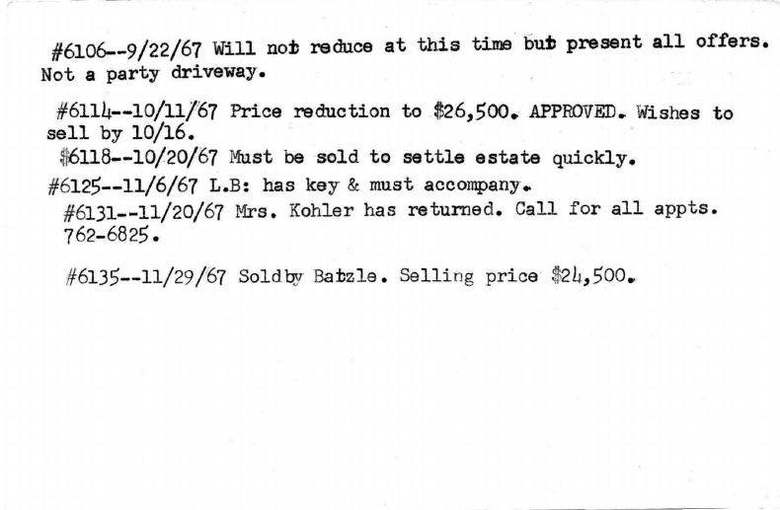 #6106--9/22/67 Will not reduce at this time but present all offers.
Not a party driveway.
#6114--10/11/67 Price reduction to $26,500. APPROVED. Wishes to
sell by 10/16.
$6118--10/20/67 Must be sold to settle estate quickly.
#6125--11/6/67 L.B: has key & must accompany.
#6131--11/20/67 Mrs. Kohler has returned. Call for all appts.
762-6825.
#6135--11/29/67 Soldby Batzle. Selling price $24,500.